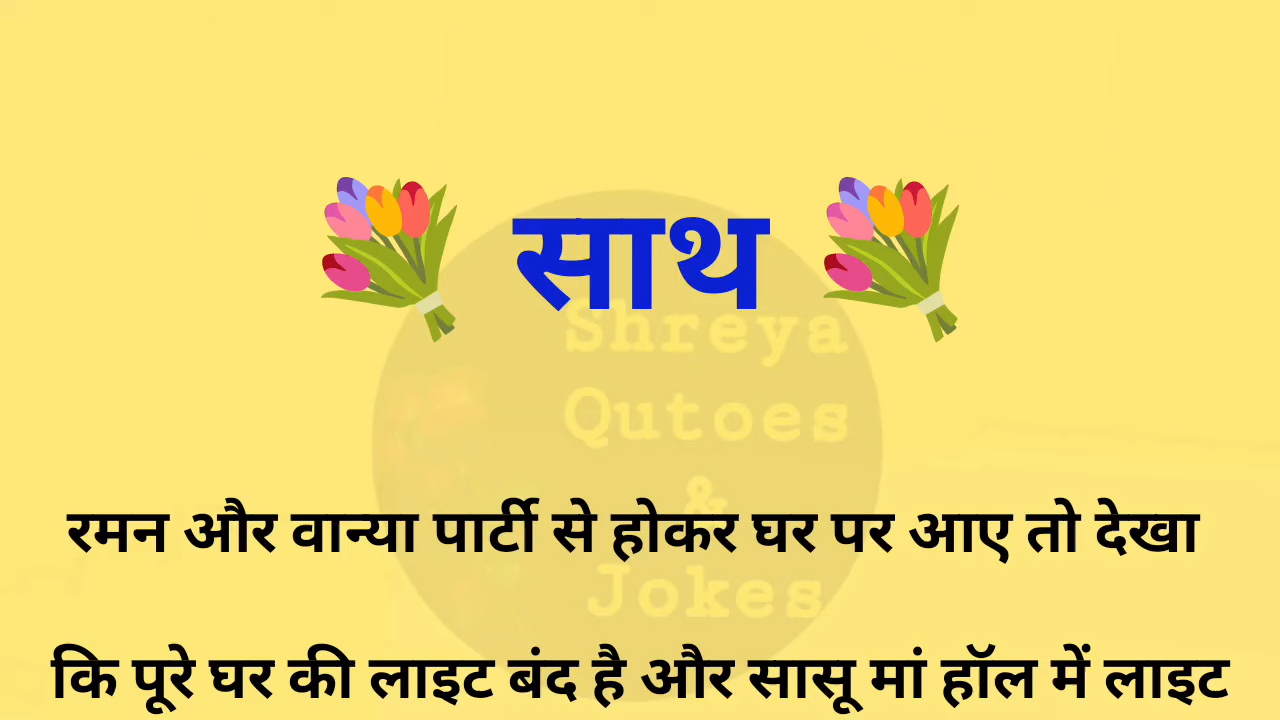 साथ
Shreya
Qutoes
&
Jokes
रमन और वान्या पार्टी से होकर घर पर आए तो देखा
कि पूरे घर की लाइट बंद है और सासू मां हॉल में लाइट